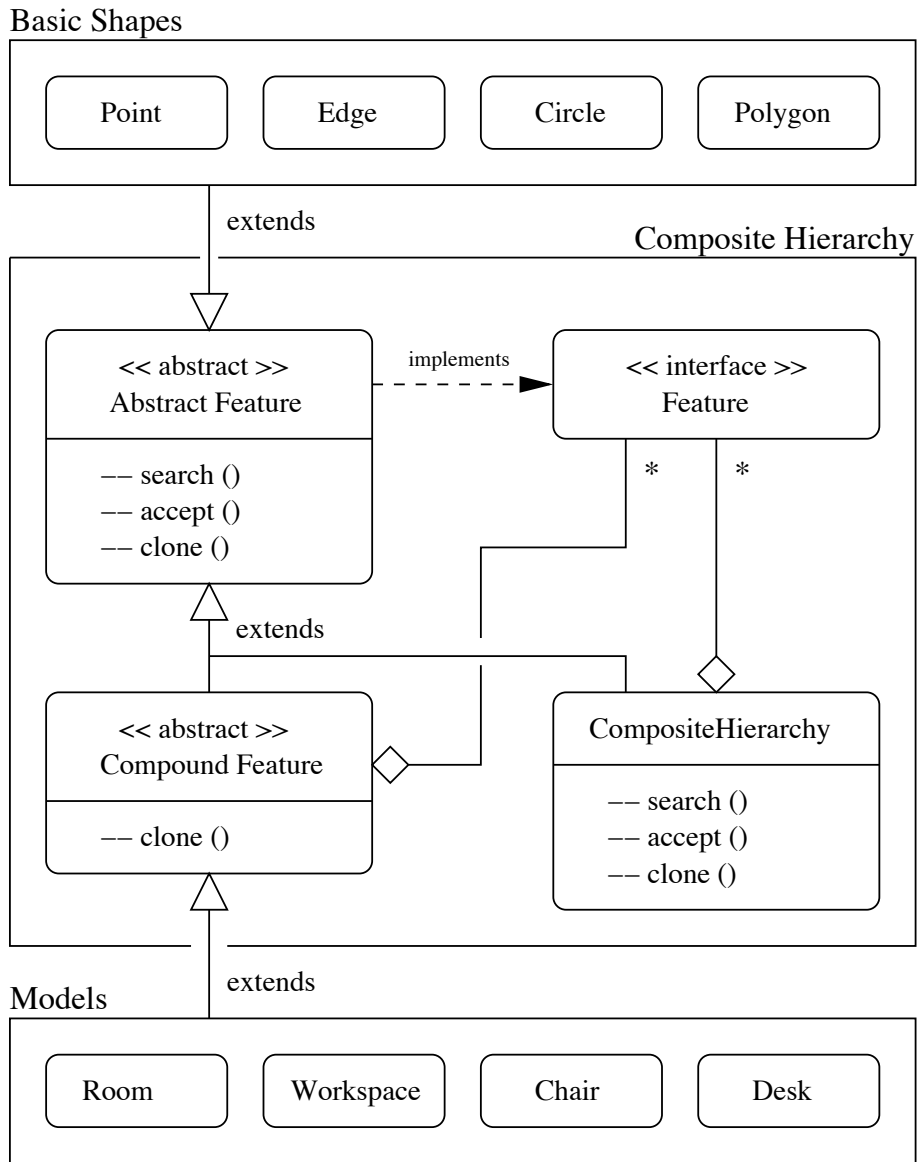 Basic Shapes
Point
Edge
Circle
Polygon
extends
Composite Hierarchy
<< abstract >>
Abstract Feature
implements
<< interface >>
Feature
−− search ()
−− accept ()
−− clone ()
*
*
extends
<< abstract >>
Compound Feature
−− clone ()
CompositeHierarchy
−− search ()
−− accept ()
−− clone ()
extends
Models
Room
Workspace
Chair
Desk